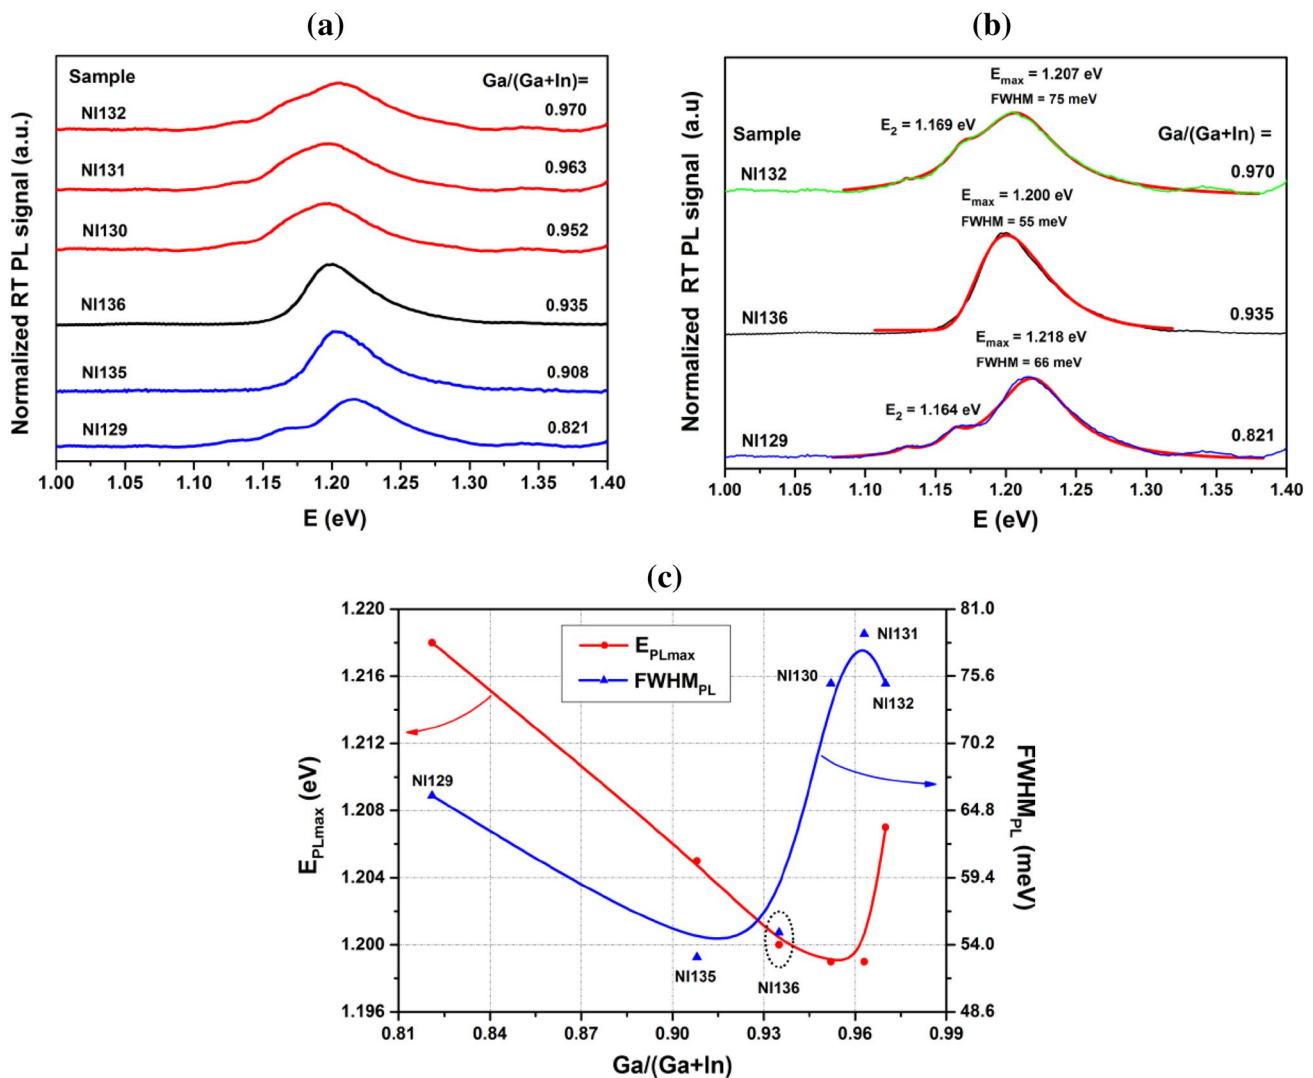 (a)
Sample
Ga/(Ga+In)=
NI132
0.970
NI131
0.963
NI130
0.952
NI136
0.935
NI135
0.908
NI129
0.821
Normalized RT PL signal (a.u.)
1.00 1.05 1.10 1.15 1.20 1.25 1.30 1.35 1.40
E (eV)
(b)
Emax = 1.207 eV
FWHM = 75 meV
E2 = 1.169 eV
Sample
Ga/(Ga+In) =
NI132
0.970
Emax = 1.200 eV
FWHM = 55 meV
NI136
0.935
Emax = 1.218 eV
FWHM = 66 meV
E2 = 1.164 eV
NI129
0.821
Normalized RT PL signal (a.u)
1.00 1.05 1.10 1.15 1.20 1.25 1.30 1.35 1.40
E (eV)
(c)
1.220
1.216
1.212
1.208
1.204
1.200
1.196
EPLmax (eV)
EPLmax
FWHMPL
NI131
NI130
NI132
NI129
NI135
NI136
81.0
75.6
70.2
64.8
59.4
54.0
48.6
FWHMPL (meV)
0.81 0.84 0.87 0.90 0.93 0.96 0.99
Ga/(Ga+In)